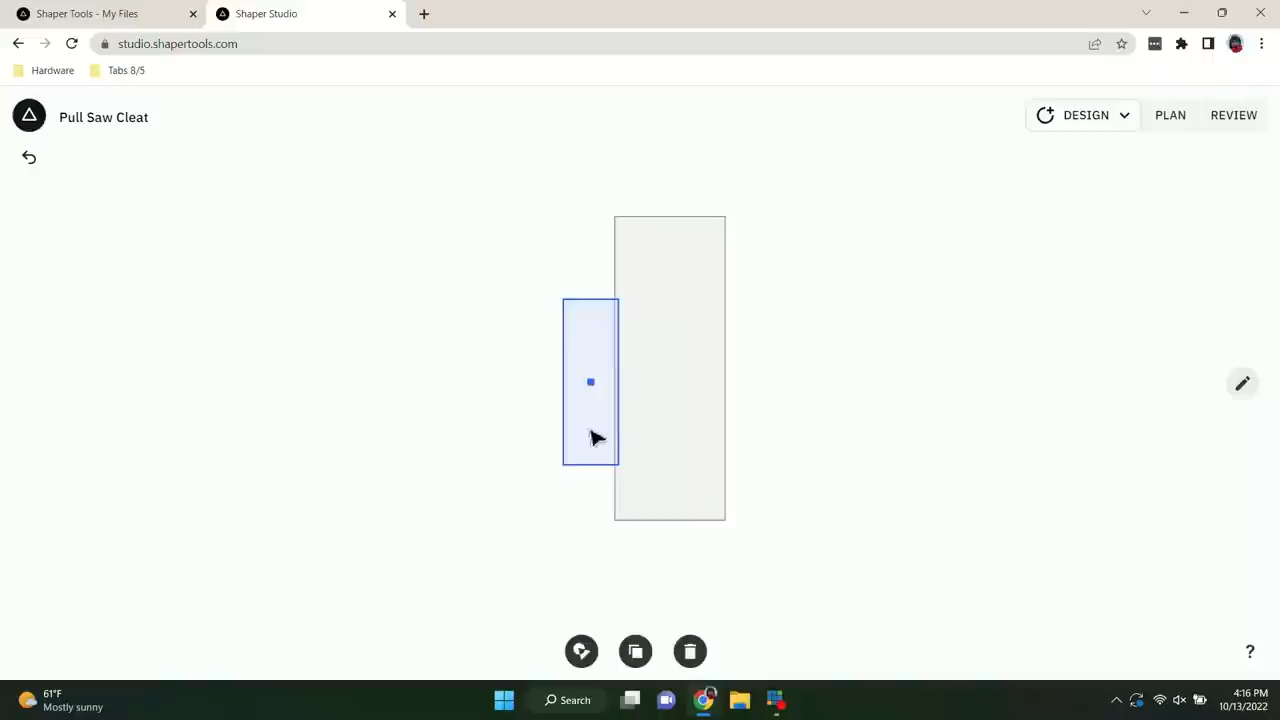 Shaper Tools - My Files
Shaper Studio
studio.shapertools.com
Hardware
Tabs 8/5
Pull Saw Cleat
DESIGN
PLAN
REVIEW
?
61°F
Mostly sunny
Search
4:16 PM
10/13/2022